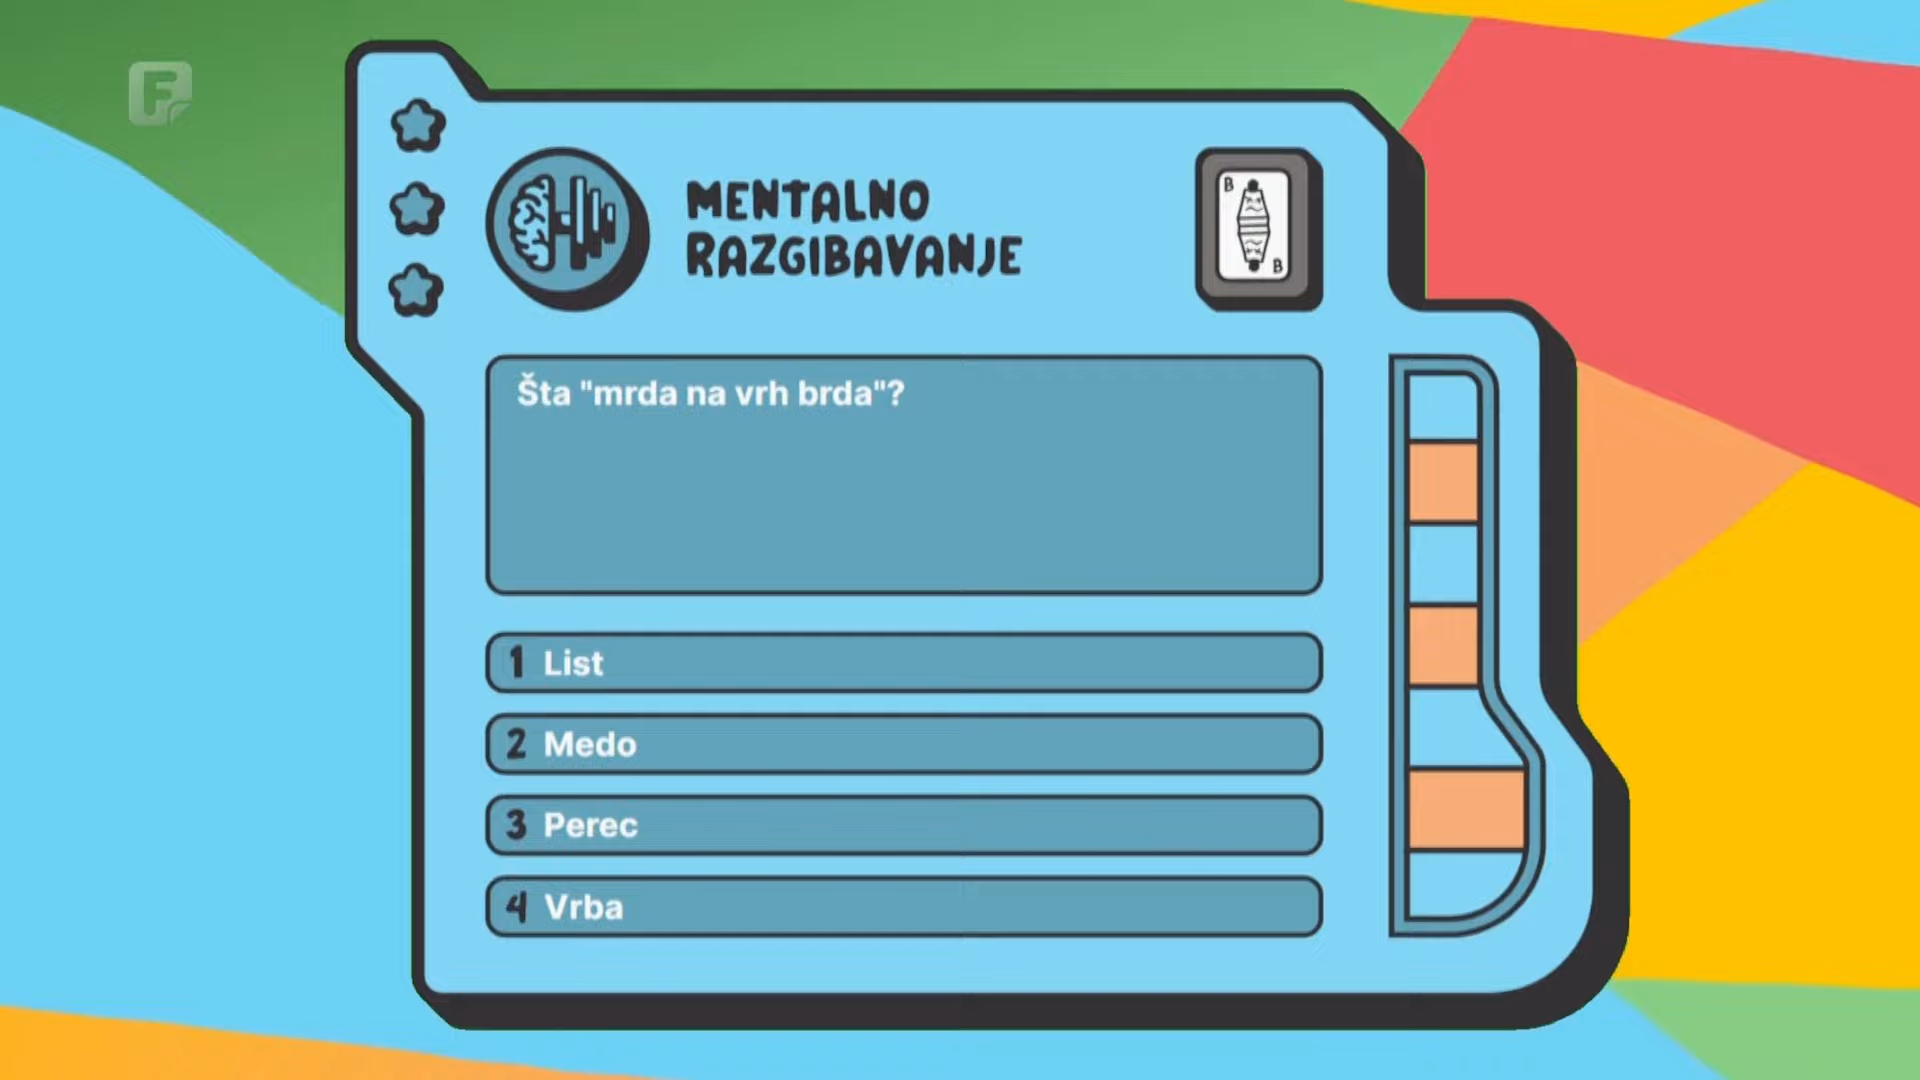 F
MENTALNO
RAZGIBAVANJE
B
B
Šta "mrda na vrh brda"?
1 List
2 Medo
3 Perec
4 Vrba